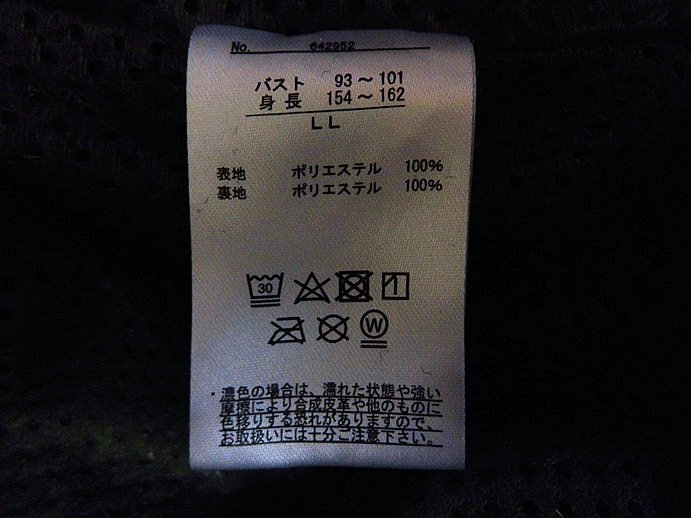 No. 642952
バスト 93～101
身長 154～162
LL
表地 ポリエステル 100%
裏地 ポリエステル 100%
30
W
・濃色の場合は、濡れた状態や強い
摩擦により合成皮革や他のものに
色移りする恐れがありますので、
お取扱いには十分ご注意下さい。